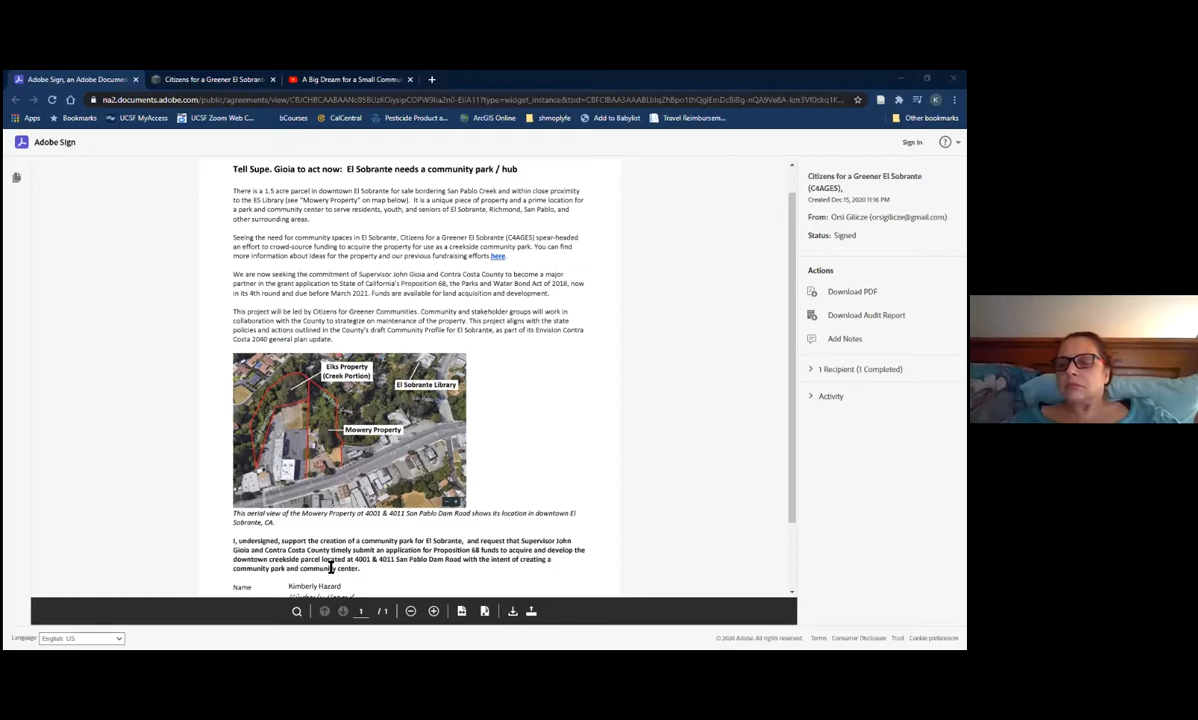 Adobe Sign, an Adobe Documen
Citizens for a Greener El Sobrant
A Big Dream for a Small Commu
Apps
Bookmarks
UCSF MyAccess
UCSF Zoom Web C...
bCourses
CalCentral
Pesticide Product a...
ArcGIS Online
shmoplyfe
Add to Babylist
Travel Reimbursem...
Other bookmarks
K
Adobe Sign
Sign In
Tell Supe. Gioia to act now: El Sobrante needs a community park / hub
There is a 1.5 acre parcel in downtown El Sobrante for sale bordering San Pablo Creek and within close proximity
to the ES Library (see "Mowery Property" on map below). It is a unique piece of property and a prime location for
a park and community center to serve residents, youth, and seniors of El Sobrante, Richmond, San Pablo, and
other surrounding areas.
Seeing the need for community spaces in El Sobrante, Citizens for a Greener El Sobrante (C4AGES) spear-headed
an effort to crowd-source funding to acquire the property for use as a creekside community park. You can find
more information about ideas for the property and our previous fundraising efforts here.
We are now seeking the commitment of Supervisor John Gioia and Contra Costa County to become a major
partner in the grant application to State of California's Proposition 68, the Parks and Water Bond Act of 2018, now
in its 4th round and due before March 2021. Funds are available for land acquisition and development.
This project will be led by Citizens for Greener Communities. Community and stakeholder groups will work in
collaboration with the County to strategize on maintenance of the property. This project aligns with the state
policies and actions outlined in the County's draft Community Profile for El Sobrante, as part of its Envision Contra
Costa 2040 general plan update.
Elks Property
(Creek Portion)
El Sobrante Library
Mowery Property
This aerial view of the Mowery Property at 4001 & 4011 San Pablo Dam Road shows its location in downtown El
Sobrante, CA.
I, undersigned, support the creation of a community park for El Sobrante, and request that Supervisor John
Gioia and Contra Costa County timely submit an application for Proposition 68 funds to acquire and develop the
downtown creekside parcel located at 4001 & 4011 San Pablo Dam Road with the intent of creating a
community park and community center.
Name Kimberly Hazard
1 / 1
Citizens for a Greener El Sobrante
(C4AGES),
Created Dec 15, 2020 11:16 PM
From: Orsi Gilicze (orsigilicze@gmail.com)
Status: Signed
Actions
Download PDF
Download Audit Report
Add Notes
1 Recipient (1 Completed)
Activity
Language English: US
© 2020 Adobe. All rights reserved. Terms Consumer Disclosure Trust Cookie preferences